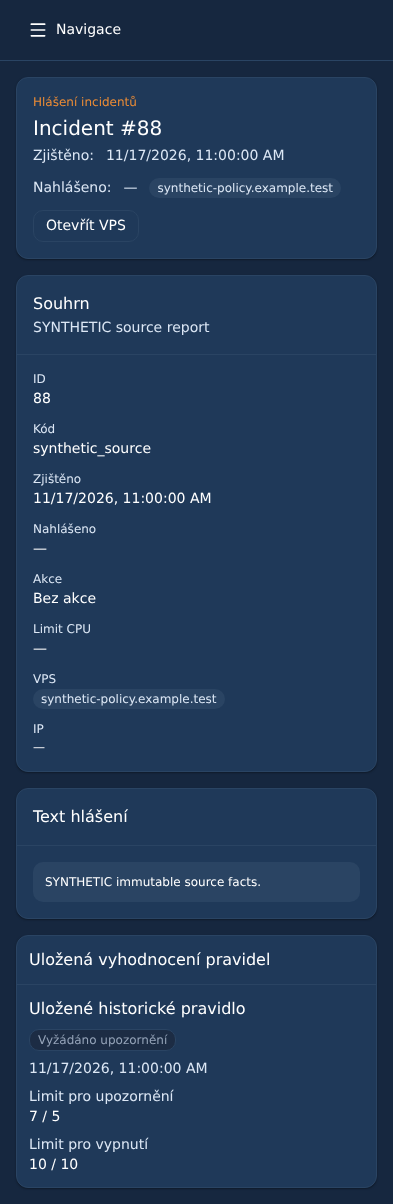 Navigace
Hlášení incidentů
Incident #88
Zjištěno: 11/17/2026, 11:00:00 AM
Nahlášeno: — synthetic-policy.example.test
Otevřít VPS
Souhrn
SYNTHETIC source report
ID
88
Kód
synthetic_source
Zjištěno
11/17/2026, 11:00:00 AM
Nahlášeno
—
Akce
Bez akce
Limit CPU
—
VPS
synthetic-policy.example.test
IP
—
Text hlášení
SYNTHETIC immutable source facts.
Uložená vyhodnocení pravidel
Uložené historické pravidlo
Vyžádáno upozornění
11/17/2026, 11:00:00 AM
Limit pro upozornění
7 / 5
Limit pro vypnutí
10 / 10